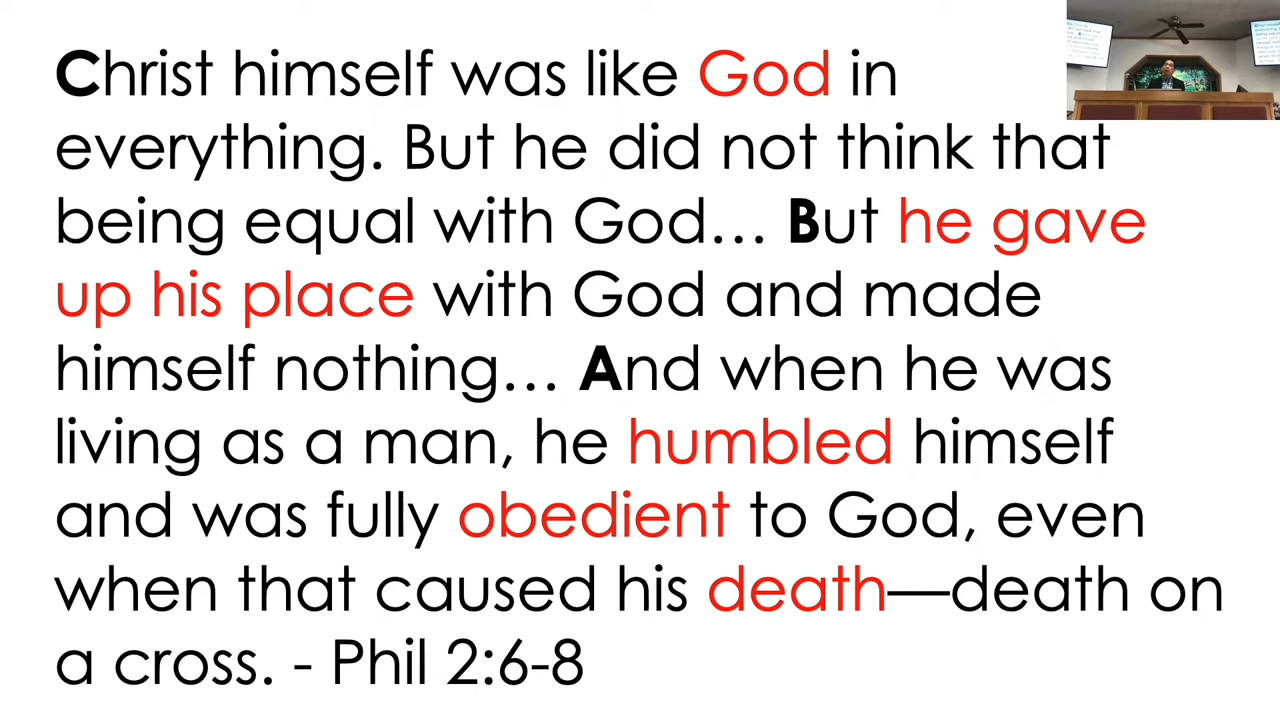 Christ himself was like God in
everything. But he did not think that
being equal with God… But he gave
up his place with God and made
himself nothing… And when he was
living as a man, he humbled himself
and was fully obedient to God, even
when that caused his death—death on
a cross. - Phil 2:6-8